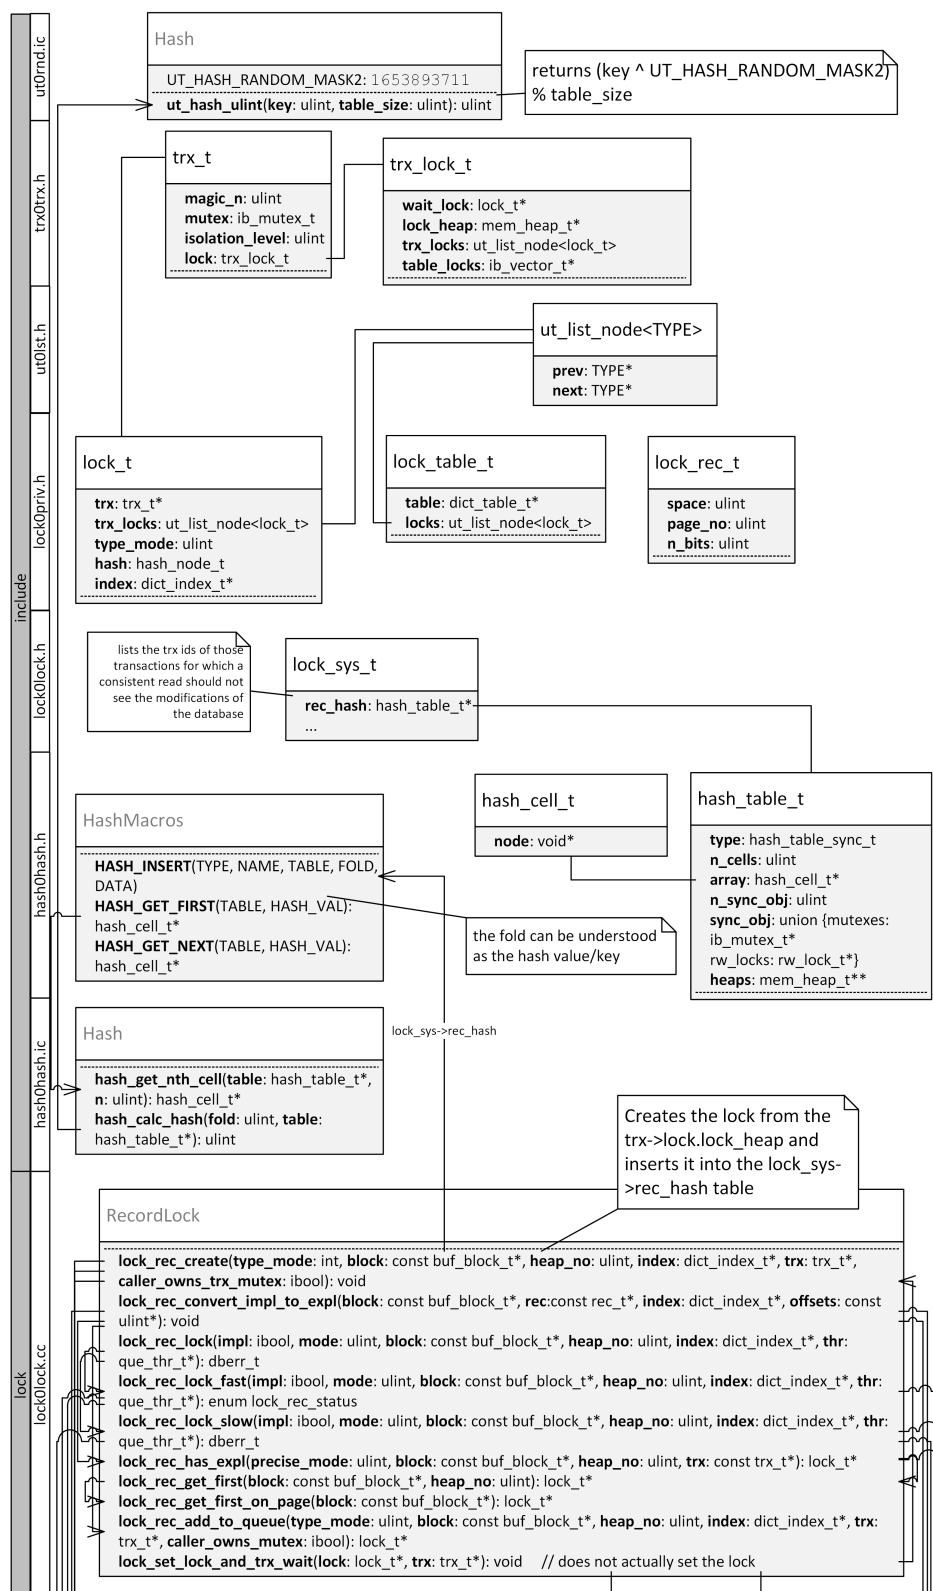 include
lock
ut0rnd.ic
trx0trx.h
ut0lst.h
lock0priv.h
lock0lock.h
hash0hash.h
hash0hash.ic
lock0lock.cc
Hash
UT_HASH_RANDOM_MASK2: 1653893711
ut_hash_ulint(key: ulint, table_size: ulint): ulint
returns (key ^ UT_HASH_RANDOM_MASK2)
% table_size
trx_t
magic_n: ulint
mutex: ib_mutex_t
isolation_level: ulint
lock: trx_lock_t
trx_lock_t
wait_lock: lock_t*
lock_heap: mem_heap_t*
trx_locks: ut_list_node<lock_t>
table_locks: ib_vector_t*
ut_list_node<TYPE>
prev: TYPE*
next: TYPE*
lock_t
trx: trx_t*
trx_locks: ut_list_node<lock_t>
type_mode: ulint
hash: hash_node_t
index: dict_index_t*
lock_table_t
table: dict_table_t*
locks: ut_list_node<lock_t>
lock_rec_t
space: ulint
page_no: ulint
n_bits: ulint
lists the trx ids of those
transactions for which a
consistent read should not
see the modifications of
the database
lock_sys_t
rec_hash: hash_table_t*
...
HashMacros
HASH_INSERT(TYPE, NAME, TABLE, FOLD,
DATA)
HASH_GET_FIRST(TABLE, HASH_VAL):
hash_cell_t*
HASH_GET_NEXT(TABLE, HASH_VAL):
hash_cell_t*
hash_cell_t
node: void*
hash_table_t
type: hash_table_sync_t
n_cells: ulint
array: hash_cell_t*
n_sync_obj: ulint
sync_obj: union {mutexes:
ib_mutex_t*
rw_locks: rw_lock_t*}
heaps: mem_heap_t**
the fold can be understood
as the hash value/key
Hash
hash_get_nth_cell(table: hash_table_t*,
n: ulint): hash_cell_t*
hash_calc_hash(fold: ulint, table:
hash_table_t*): ulint
lock_sys->rec_hash
Creates the lock from the
trx->lock.lock_heap and
inserts it into the lock_sys-
>rec_hash table
RecordLock
lock_rec_create(type_mode: int, block: const buf_block_t*, heap_no: ulint, index: dict_index_t*, trx: trx_t*,
caller_owns_trx_mutex: ibool): void
lock_rec_convert_impl_to_expl(block: const buf_block_t*, rec:const rec_t*, index: dict_index_t*, offsets: const
ulint*): void
lock_rec_lock(impl: ibool, mode: ulint, block: const buf_block_t*, heap_no: ulint, index: dict_index_t*, thr:
que_thr_t*): dberr_t
lock_rec_lock_fast(impl: ibool, mode: ulint, block: const buf_block_t*, heap_no: ulint, index: dict_index_t*, thr:
que_thr_t*): enum lock_rec_status
lock_rec_lock_slow(impl: ibool, mode: ulint, block: const buf_block_t*, heap_no: ulint, index: dict_index_t*, thr:
que_thr_t*): dberr_t
lock_rec_has_expl(precise_mode: ulint, block: const buf_block_t*, heap_no: ulint, trx: const trx_t*): lock_t*
lock_rec_get_first(block: const buf_block_t*, heap_no: ulint): lock_t*
lock_rec_get_first_on_page(block: const buf_block_t*): lock_t*
lock_rec_add_to_queue(type_mode: ulint, block: const buf_block_t*, heap_no: ulint, index: dict_index_t*, trx:
trx_t*, caller_owns_mutex: ibool): lock_t*
lock_set_lock_and_trx_wait(lock: lock_t*, trx: trx_t*): void // does not actually set the lock